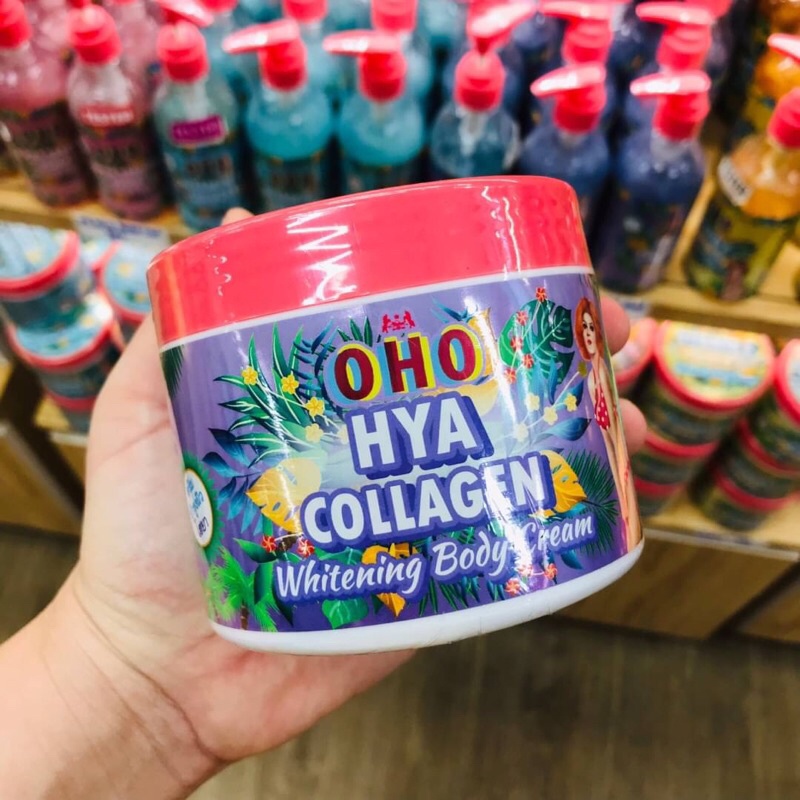 OHO
HYA
COLLAGEN
Whitening Body Cream